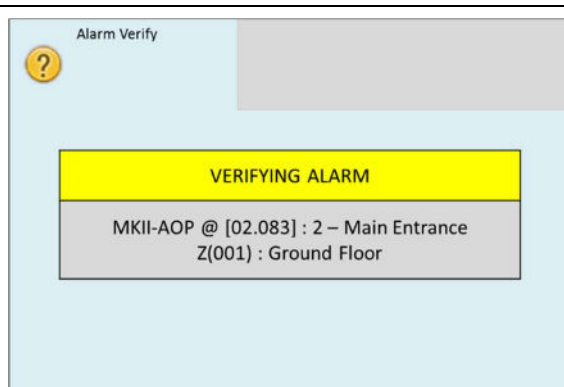 Alarm Verify
?
VERIFYING ALARM
MKII-AOP @ [02.083] : 2 – Main Entrance
Z(001) : Ground Floor